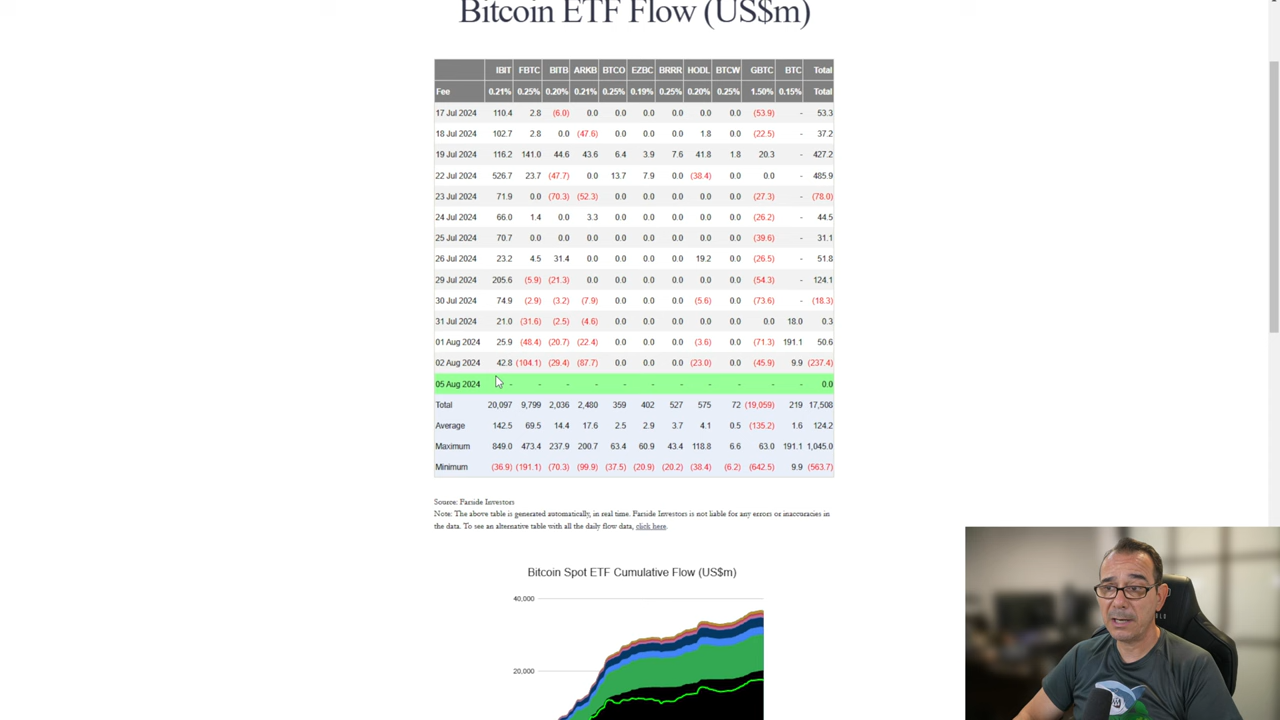 Bitcoin ETF Flow (US$m)
IBIT FBTC BITB ARKB BTCO EZBC BRRR HODL BTCW GBTC BTC Total
Fee 0.21% 0.25% 0.20% 0.21% 0.25% 0.19% 0.25% 0.20% 0.25% 1.50% 0.15% Total
17 Jul 2024 110.4 2.8 (6.0) 0.0 0.0 0.0 0.0 0.0 0.0 (53.9) - 53.3
18 Jul 2024 102.7 2.8 0.0 (47.6) 0.0 0.0 0.0 1.8 0.0 (22.5) - 37.2
19 Jul 2024 116.2 141.0 44.6 43.6 6.4 3.9 7.6 41.8 1.8 20.3 - 427.2
22 Jul 2024 526.7 23.7 (47.7) 0.0 13.7 7.9 0.0 (38.4) 0.0 0.0 - 485.9
23 Jul 2024 71.9 0.0 (70.3) (52.3) 0.0 0.0 0.0 0.0 0.0 (27.3) - (78.0)
24 Jul 2024 66.0 1.4 0.0 3.3 0.0 0.0 0.0 0.0 0.0 (26.2) - 44.5
25 Jul 2024 70.7 0.0 0.0 0.0 0.0 0.0 0.0 0.0 0.0 (39.6) - 31.1
26 Jul 2024 23.2 4.5 31.4 0.0 0.0 0.0 0.0 19.2 0.0 (26.5) - 51.8
29 Jul 2024 205.6 (5.9) (21.3) 0.0 0.0 0.0 0.0 0.0 0.0 (54.3) - 124.1
30 Jul 2024 74.9 (2.9) (3.2) (7.9) 0.0 0.0 0.0 (5.6) 0.0 (73.6) - (18.3)
31 Jul 2024 21.0 (31.6) (2.5) (4.6) 0.0 0.0 0.0 0.0 0.0 0.0 18.0 0.3
01 Aug 2024 25.9 (48.4) (20.7) (22.4) 0.0 0.0 0.0 (3.6) 0.0 (71.3) 191.1 50.6
02 Aug 2024 42.8 (104.1) (29.4) (87.7) 0.0 0.0 0.0 (23.0) 0.0 (45.9) 9.9 (237.4)
05 Aug 2024 - - - - - - - - - - - 0.0
Total 20,097 9,799 2,036 2,480 359 402 527 575 72 (19,059) 219 17,508
Average 142.5 69.5 14.4 17.6 2.5 2.9 3.7 4.1 0.5 (135.2) 1.6 124.2
Maximum 849.0 473.4 237.9 200.7 63.4 60.9 43.4 118.8 6.6 63.0 191.1 1,045.0
Minimum (36.9) (191.1) (70.3) (99.9) (37.5) (20.9) (20.2) (38.4) (6.2) (642.5) 9.9 (563.7)
Source: Farside Investors
Note: The above table is generated automatically, in real time. Farside Investors is not liable for any errors or inaccuracies in
the data. To see an alternative table with all the daily flow data, click here.
Bitcoin Spot ETF Cumulative Flow (US$m)
40,000
20,000